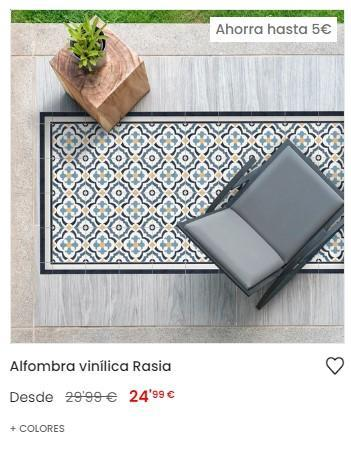 Ahorra hasta 5€
Alfombra vinílica Rasia
Desde 29'99 € 24'99 €
+ COLORES